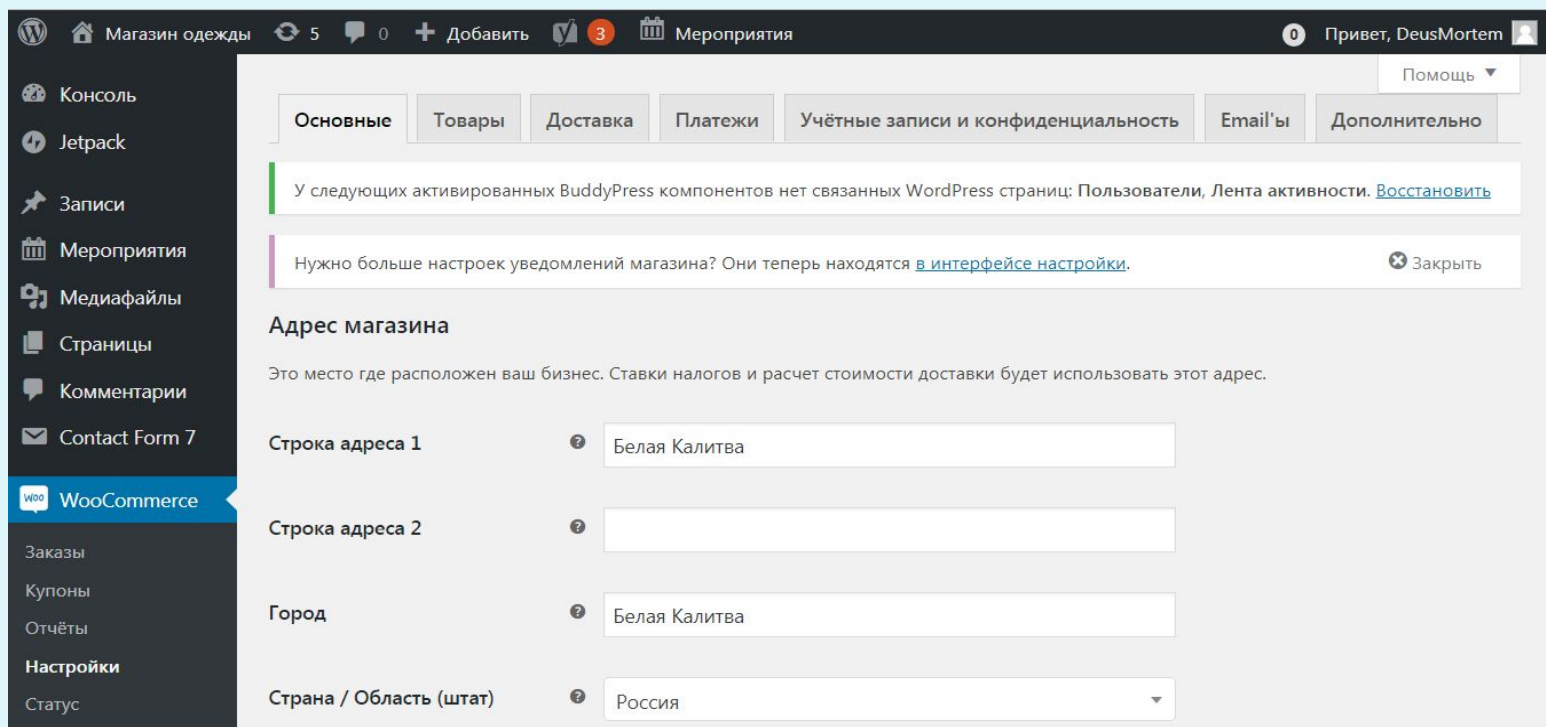 Магазин одежды 5 0 + Добавить 3 Мероприятия 0 Привет, DeusMortem
Помощь ▼
Консоль
Jetpack
Записи
Мероприятия
Медиафайлы
Страницы
Комментарии
Contact Form 7
woo WooCommerce
Заказы
Купоны
Отчёты
Настройки
Статус
Основные Товары Доставка Платежи Учётные записи и конфиденциальность Email'ы Дополнительно
У следующих активированных BuddyPress компонентов нет связанных WordPress страниц: Пользователи, Лента активности. Восстановить
Нужно больше настроек уведомлений магазина? Они теперь находятся в интерфейсе настройки. Закрыть
Адрес магазина
Это место где расположен ваш бизнес. Ставки налогов и расчет стоимости доставки будет использовать этот адрес.
Строка адреса 1 ? Белая Калитва
Строка адреса 2 ?
Город ? Белая Калитва
Страна / Область (штат) ? Россия